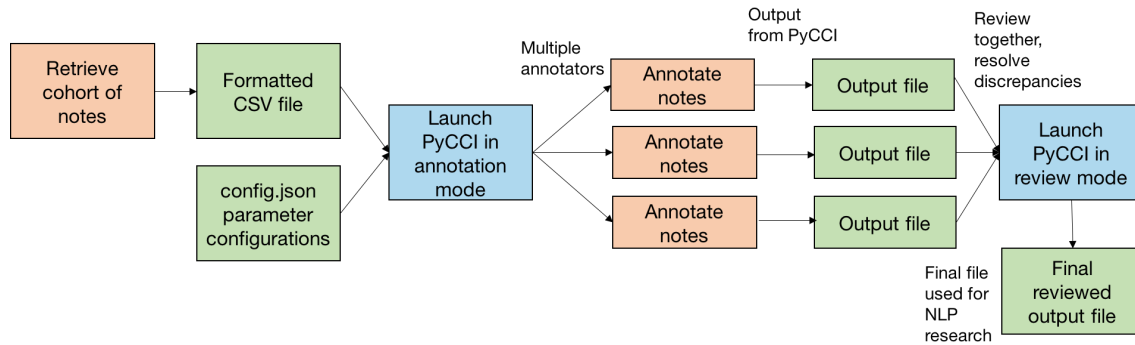 Retrieve
cohort of
notes
Formatted
CSV file
config.json
parameter
configurations
Launch
PyCCI in
annotation
mode
Multiple
annotators
Annotate
notes
Annotate
notes
Annotate
notes
Output
from PyCCI
Output file
Output file
Output file
Review
together,
resolve
discrepancies
Launch
PyCCI in
review mode
Final file
used for
NLP
research
Final
reviewed
output file